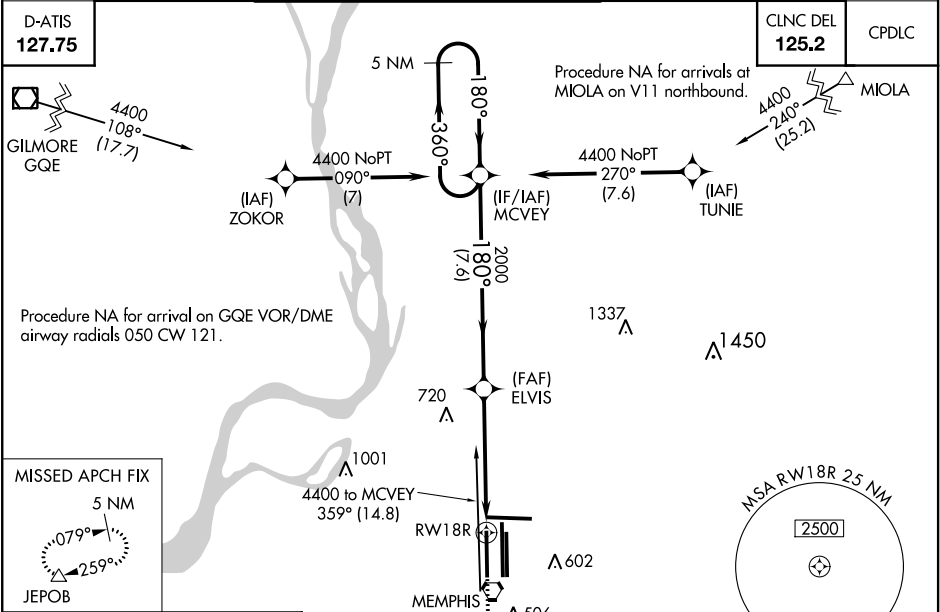 D-ATIS
127.75
CLNC DEL
125.2
CPDLC
5 NM
180°
360°
Procedure NA for arrivals at
MIOLA on V11 northbound.
MIOLA
4400
240°
(25.2)
GILMORE
GQE
4400
108°
(17.7)
4400 NoPT
090°
(7)
(IAF)
ZOKOR
(IF/IAF)
MCVEY
4400 NoPT
270°
(7.6)
(IAF)
TUNIE
2000
180°
(7.6)
Procedure NA for arrival on GQE VOR/DME
airway radials 050 CW 121.
1337
1450
(FAF)
ELVIS
720
1001
4400 to MCVEY
359° (14.8)
RW18R
602
MEMPHIS
MISSED APCH FIX
5 NM
079°
259°
JEPOB
MSA RW18R 25 NM
2500